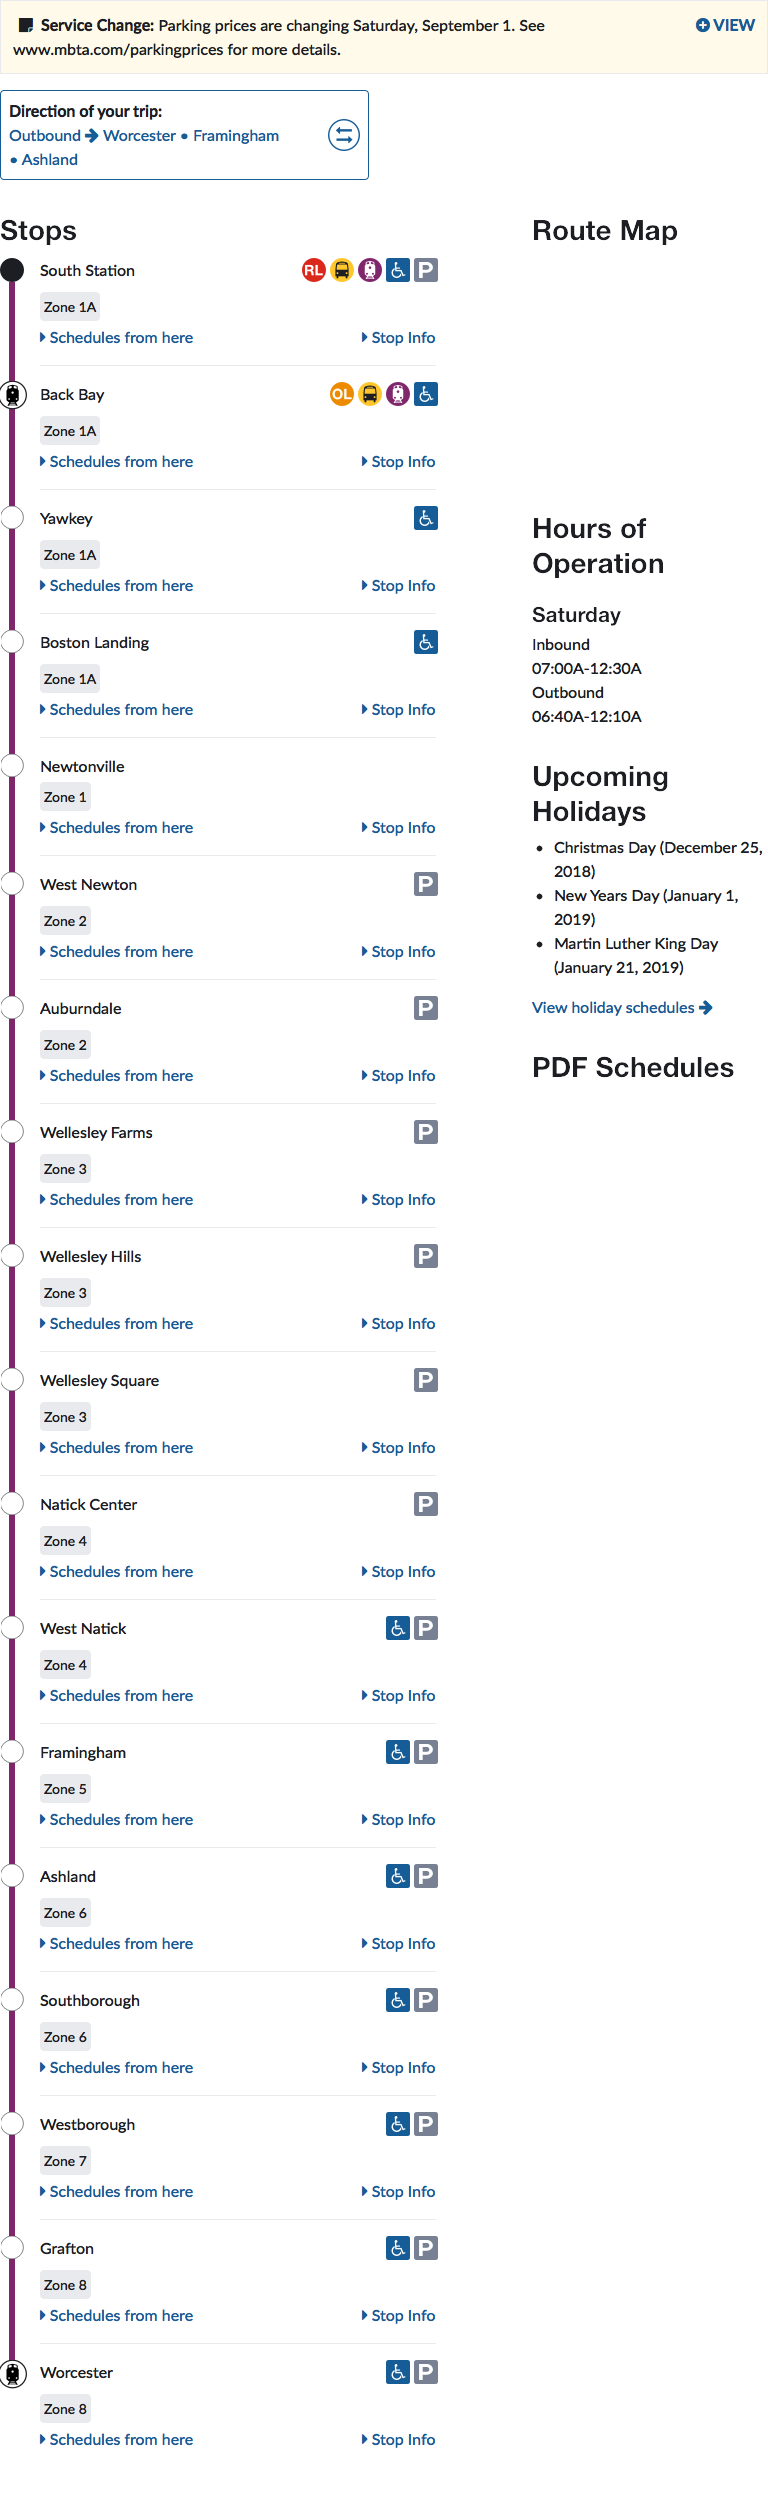 Service Change: Parking prices are changing Saturday, September 1. See
www.mbta.com/parkingprices for more details.
VIEW
Direction of your trip:
Outbound Worcester • Framingham
• Ashland
Stops
South Station
RL
P
Zone 1A
Schedules from here Stop Info
Back Bay
OL
Zone 1A
Schedules from here Stop Info
Yawkey
Zone 1A
Schedules from here Stop Info
Boston Landing
Zone 1A
Schedules from here Stop Info
Newtonville
Zone 1
Schedules from here Stop Info
West Newton P
Zone 2
Schedules from here Stop Info
Auburndale P
Zone 2
Schedules from here Stop Info
Wellesley Farms P
Zone 3
Schedules from here Stop Info
Wellesley Hills P
Zone 3
Schedules from here Stop Info
Wellesley Square P
Zone 3
Schedules from here Stop Info
Natick Center P
Zone 4
Schedules from here Stop Info
West Natick P
Zone 4
Schedules from here Stop Info
Framingham P
Zone 5
Schedules from here Stop Info
Ashland P
Zone 6
Schedules from here Stop Info
Southborough P
Zone 6
Schedules from here Stop Info
Westborough P
Zone 7
Schedules from here Stop Info
Grafton P
Zone 8
Schedules from here Stop Info
Worcester P
Zone 8
Schedules from here Stop Info
Route Map
Hours of
Operation
Saturday
Inbound
07:00A-12:30A
Outbound
06:40A-12:10A
Upcoming
Holidays
• Christmas Day (December 25,
2018)
• New Years Day (January 1,
2019)
• Martin Luther King Day
(January 21, 2019)
View holiday schedules
PDF Schedules